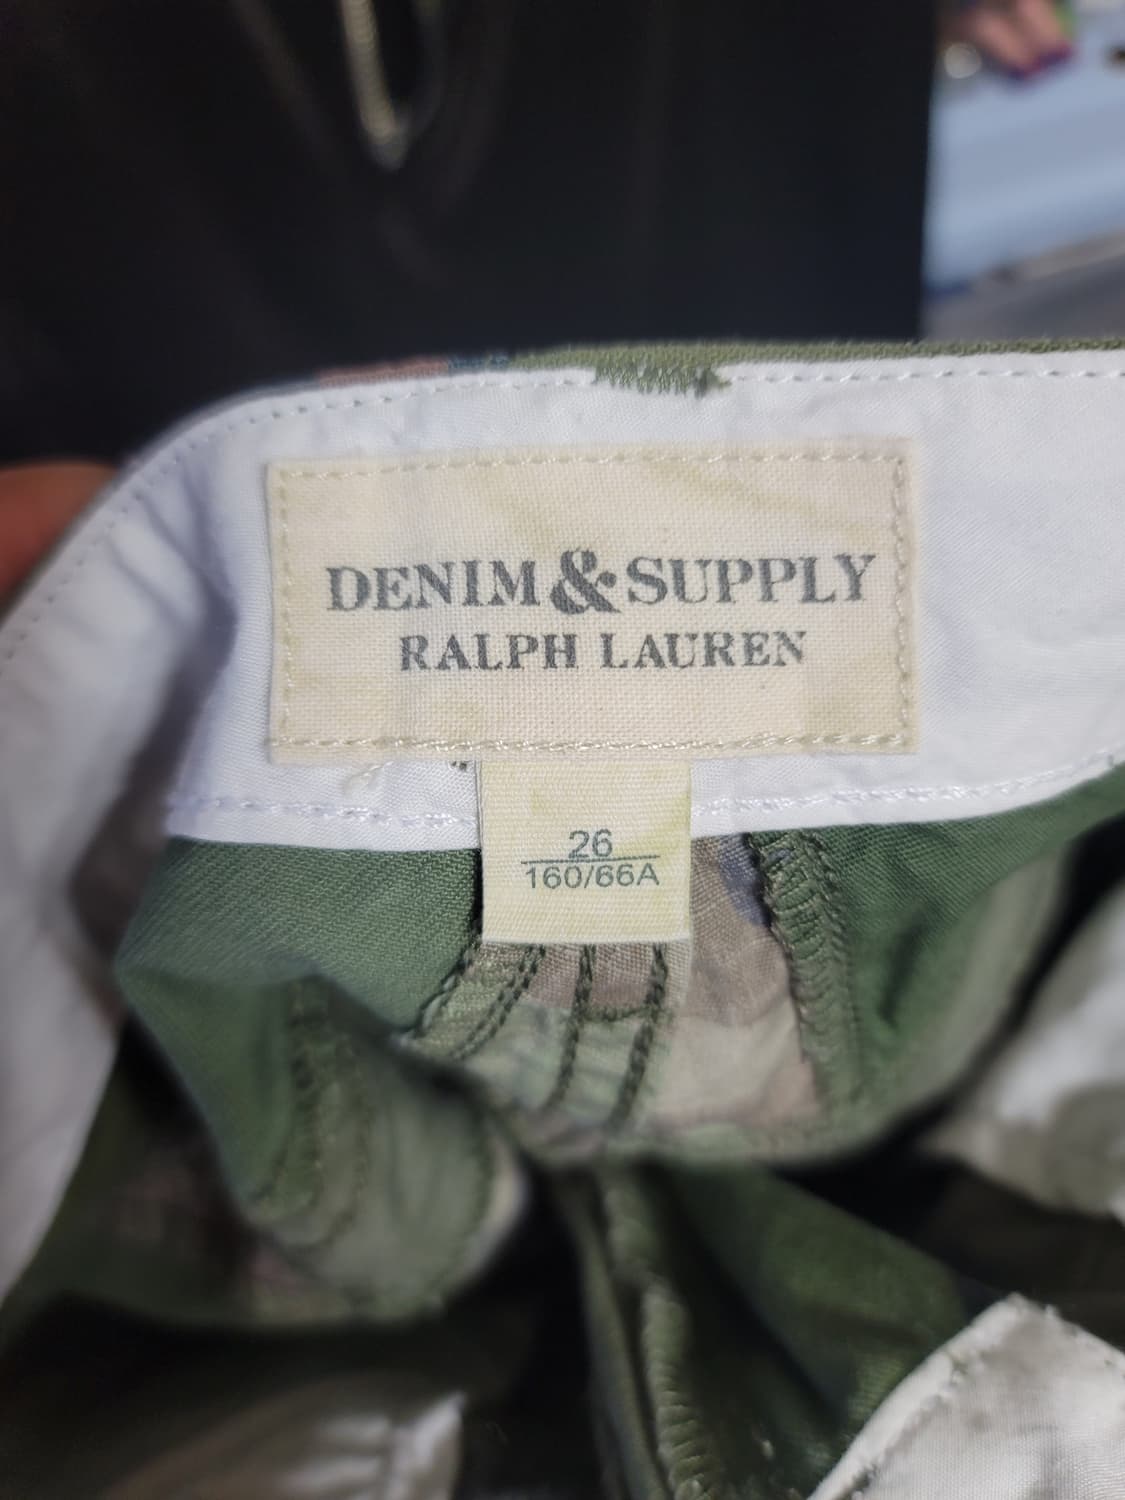 DENIM & SUPPLY
RALPH LAUREN
26
160/66A